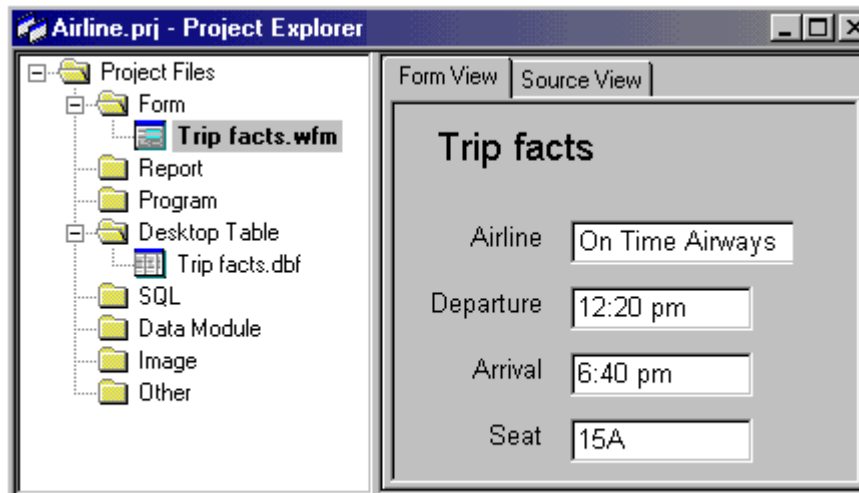 Airline.prj - Project Explorer
Project Files
Form
Trip facts.wfm
Report
Program
Desktop Table
Trip facts.dbf
SQL
Data Module
Image
Other
Form View
Source View
Trip facts
Airline
On Time Airways
Departure
12:20 pm
Arrival
6:40 pm
Seat
15A